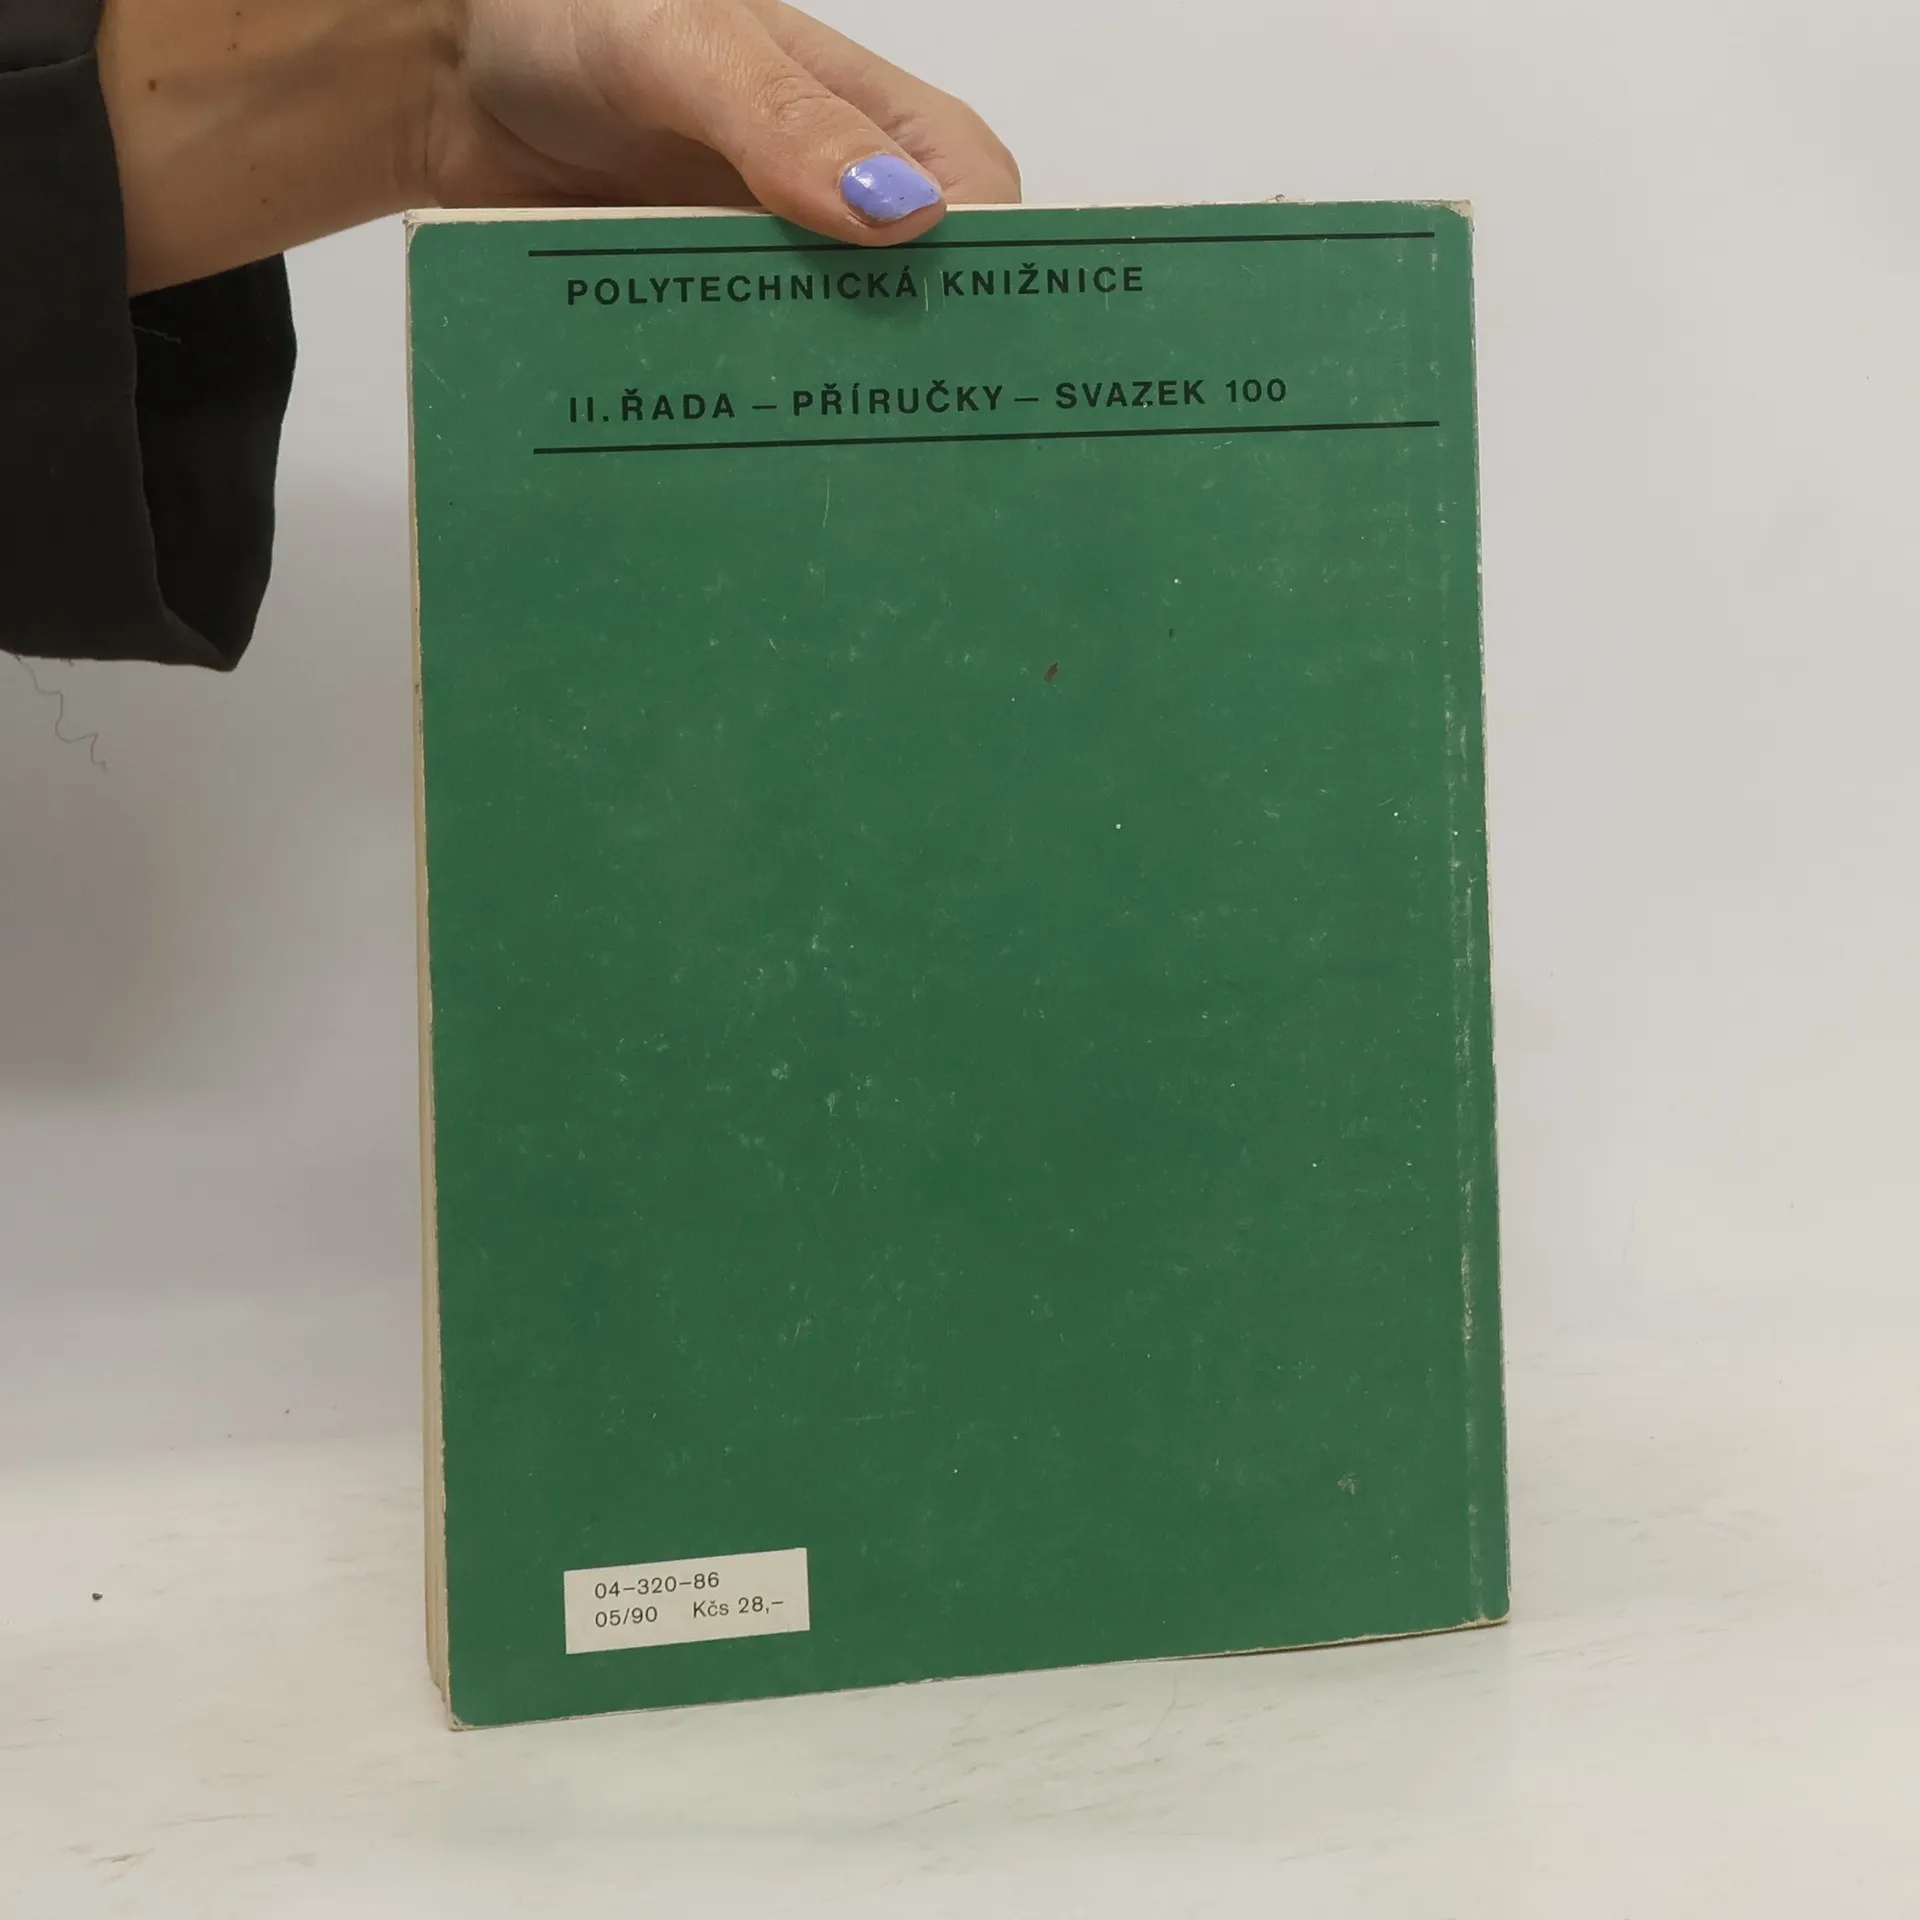 POLYTECHNICKÁ KNIŽNICE
II. ŘADA – PŘÍRUČKY – SVAZEK 100
04–320–86
05/90 Kčs 28,–